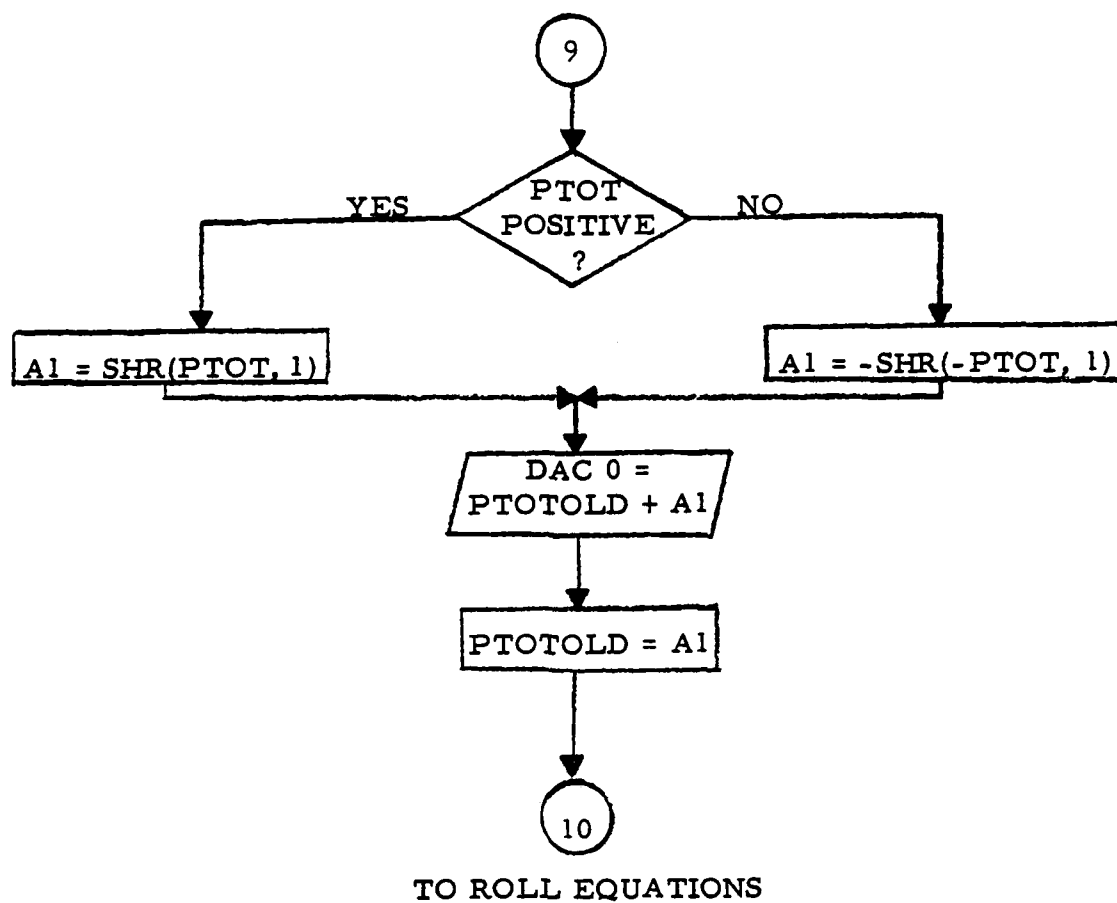 9
PTOT
POSITIVE
?
YES
NO
A1 = SHR(PTOT, 1)
A1 = -SHR(-PTOT, 1)
DAC 0 =
PTOTOLD + A1
PTOTOLD = A1
10
TO ROLL EQUATIONS